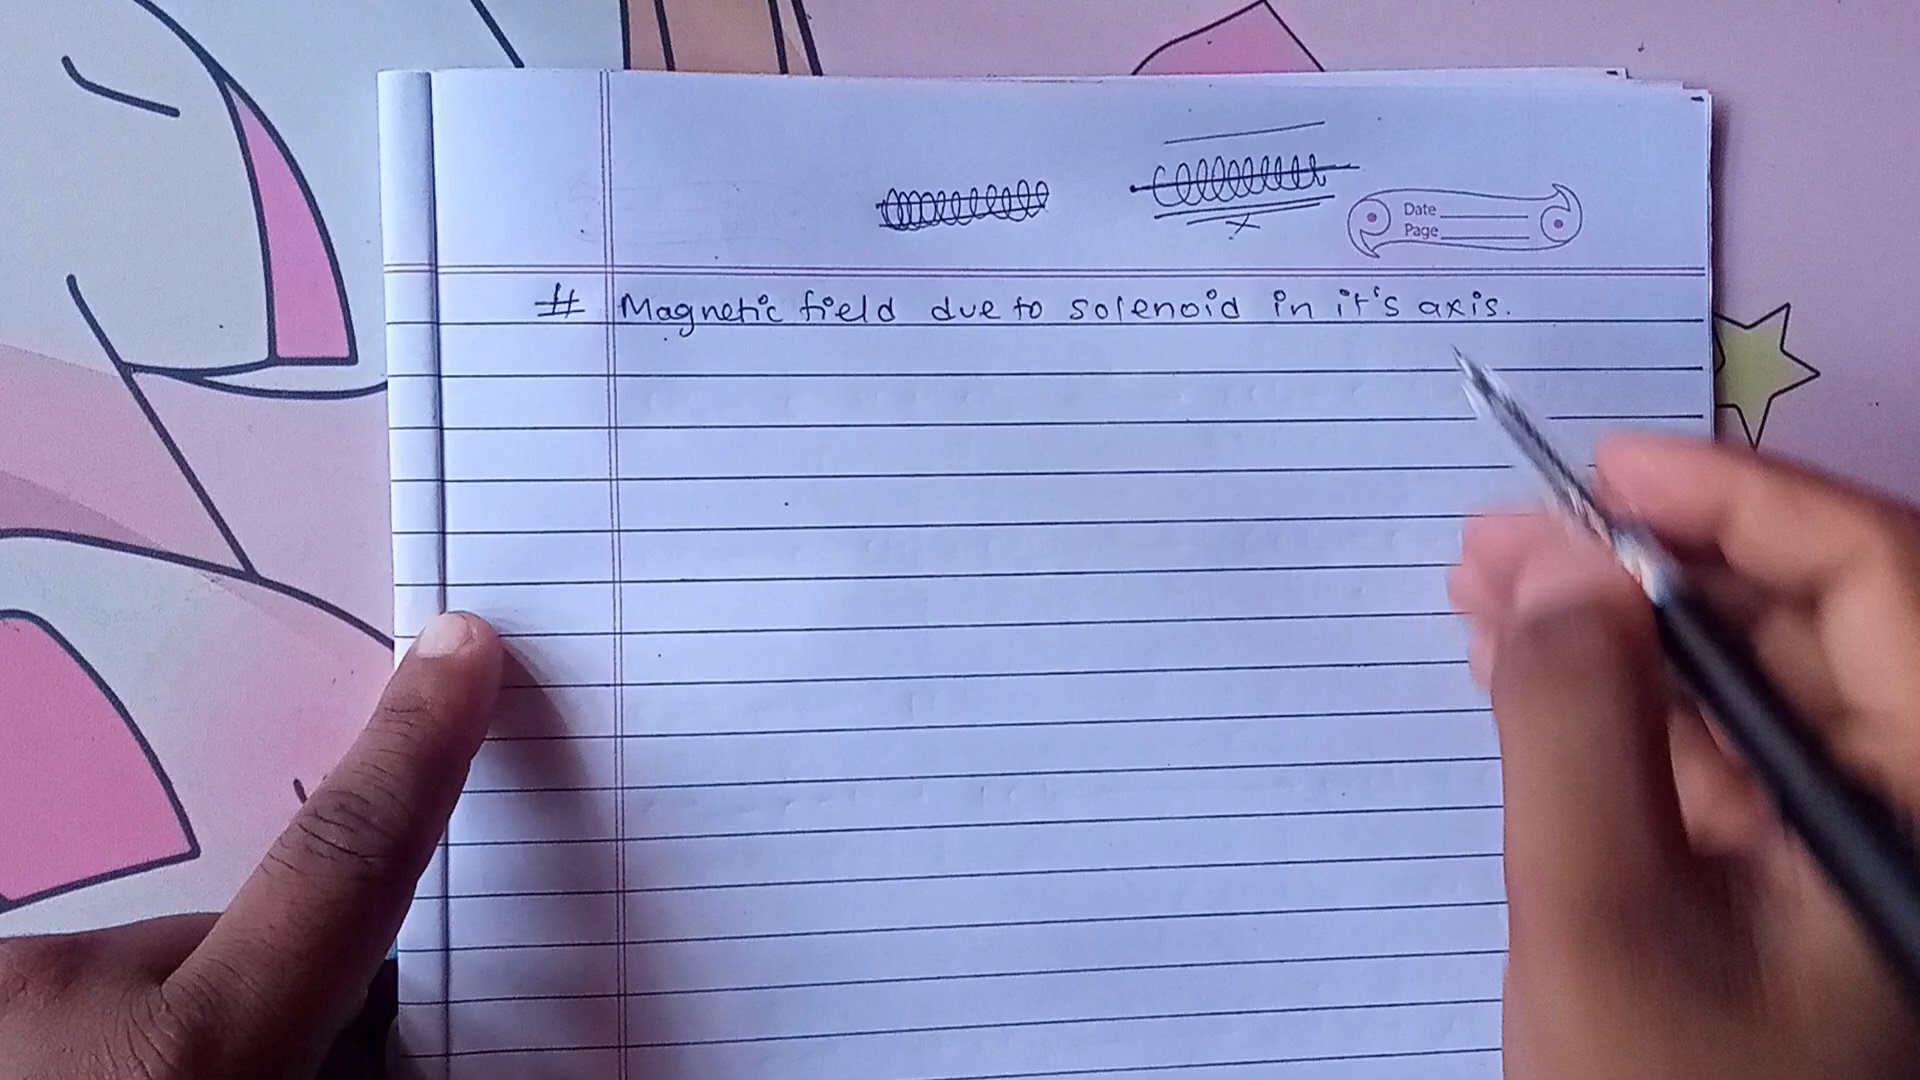 Date
Page
# Magnetic field due to solenoid in it's axis.